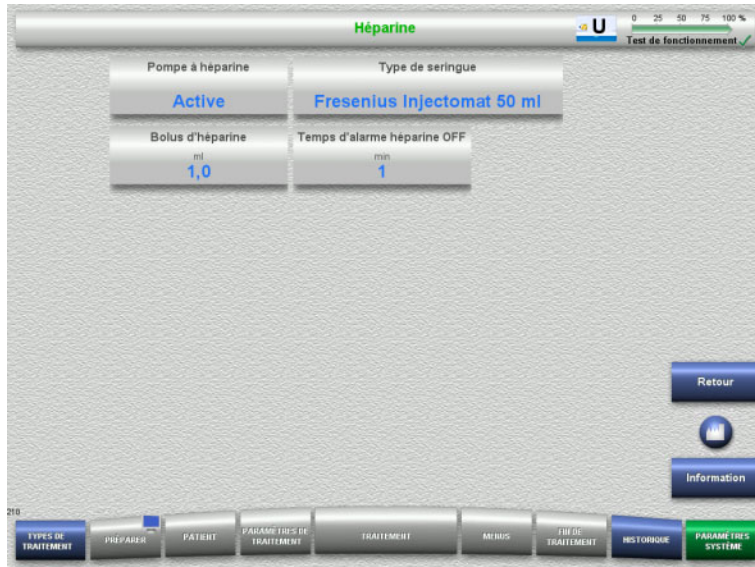 Héparine
U
0 25 50 75 100 %
Test de fonctionnement
Pompe à héparine
Active
Type de seringue
Fresenius Injectomat 50 ml
Bolus d'héparine
ml
1,0
Temps d'alarme héparine OFF
min
1
Retour
Information
210
TYPES DE
TRAITEMENT
PRÉPARER
PATIENT
PARAMÈTRES DE
TRAITEMENT
TRAITEMENT
MENUS
FIN DE
TRAITEMENT
HISTORIQUE
PARAMÈTRES
SYSTÈME